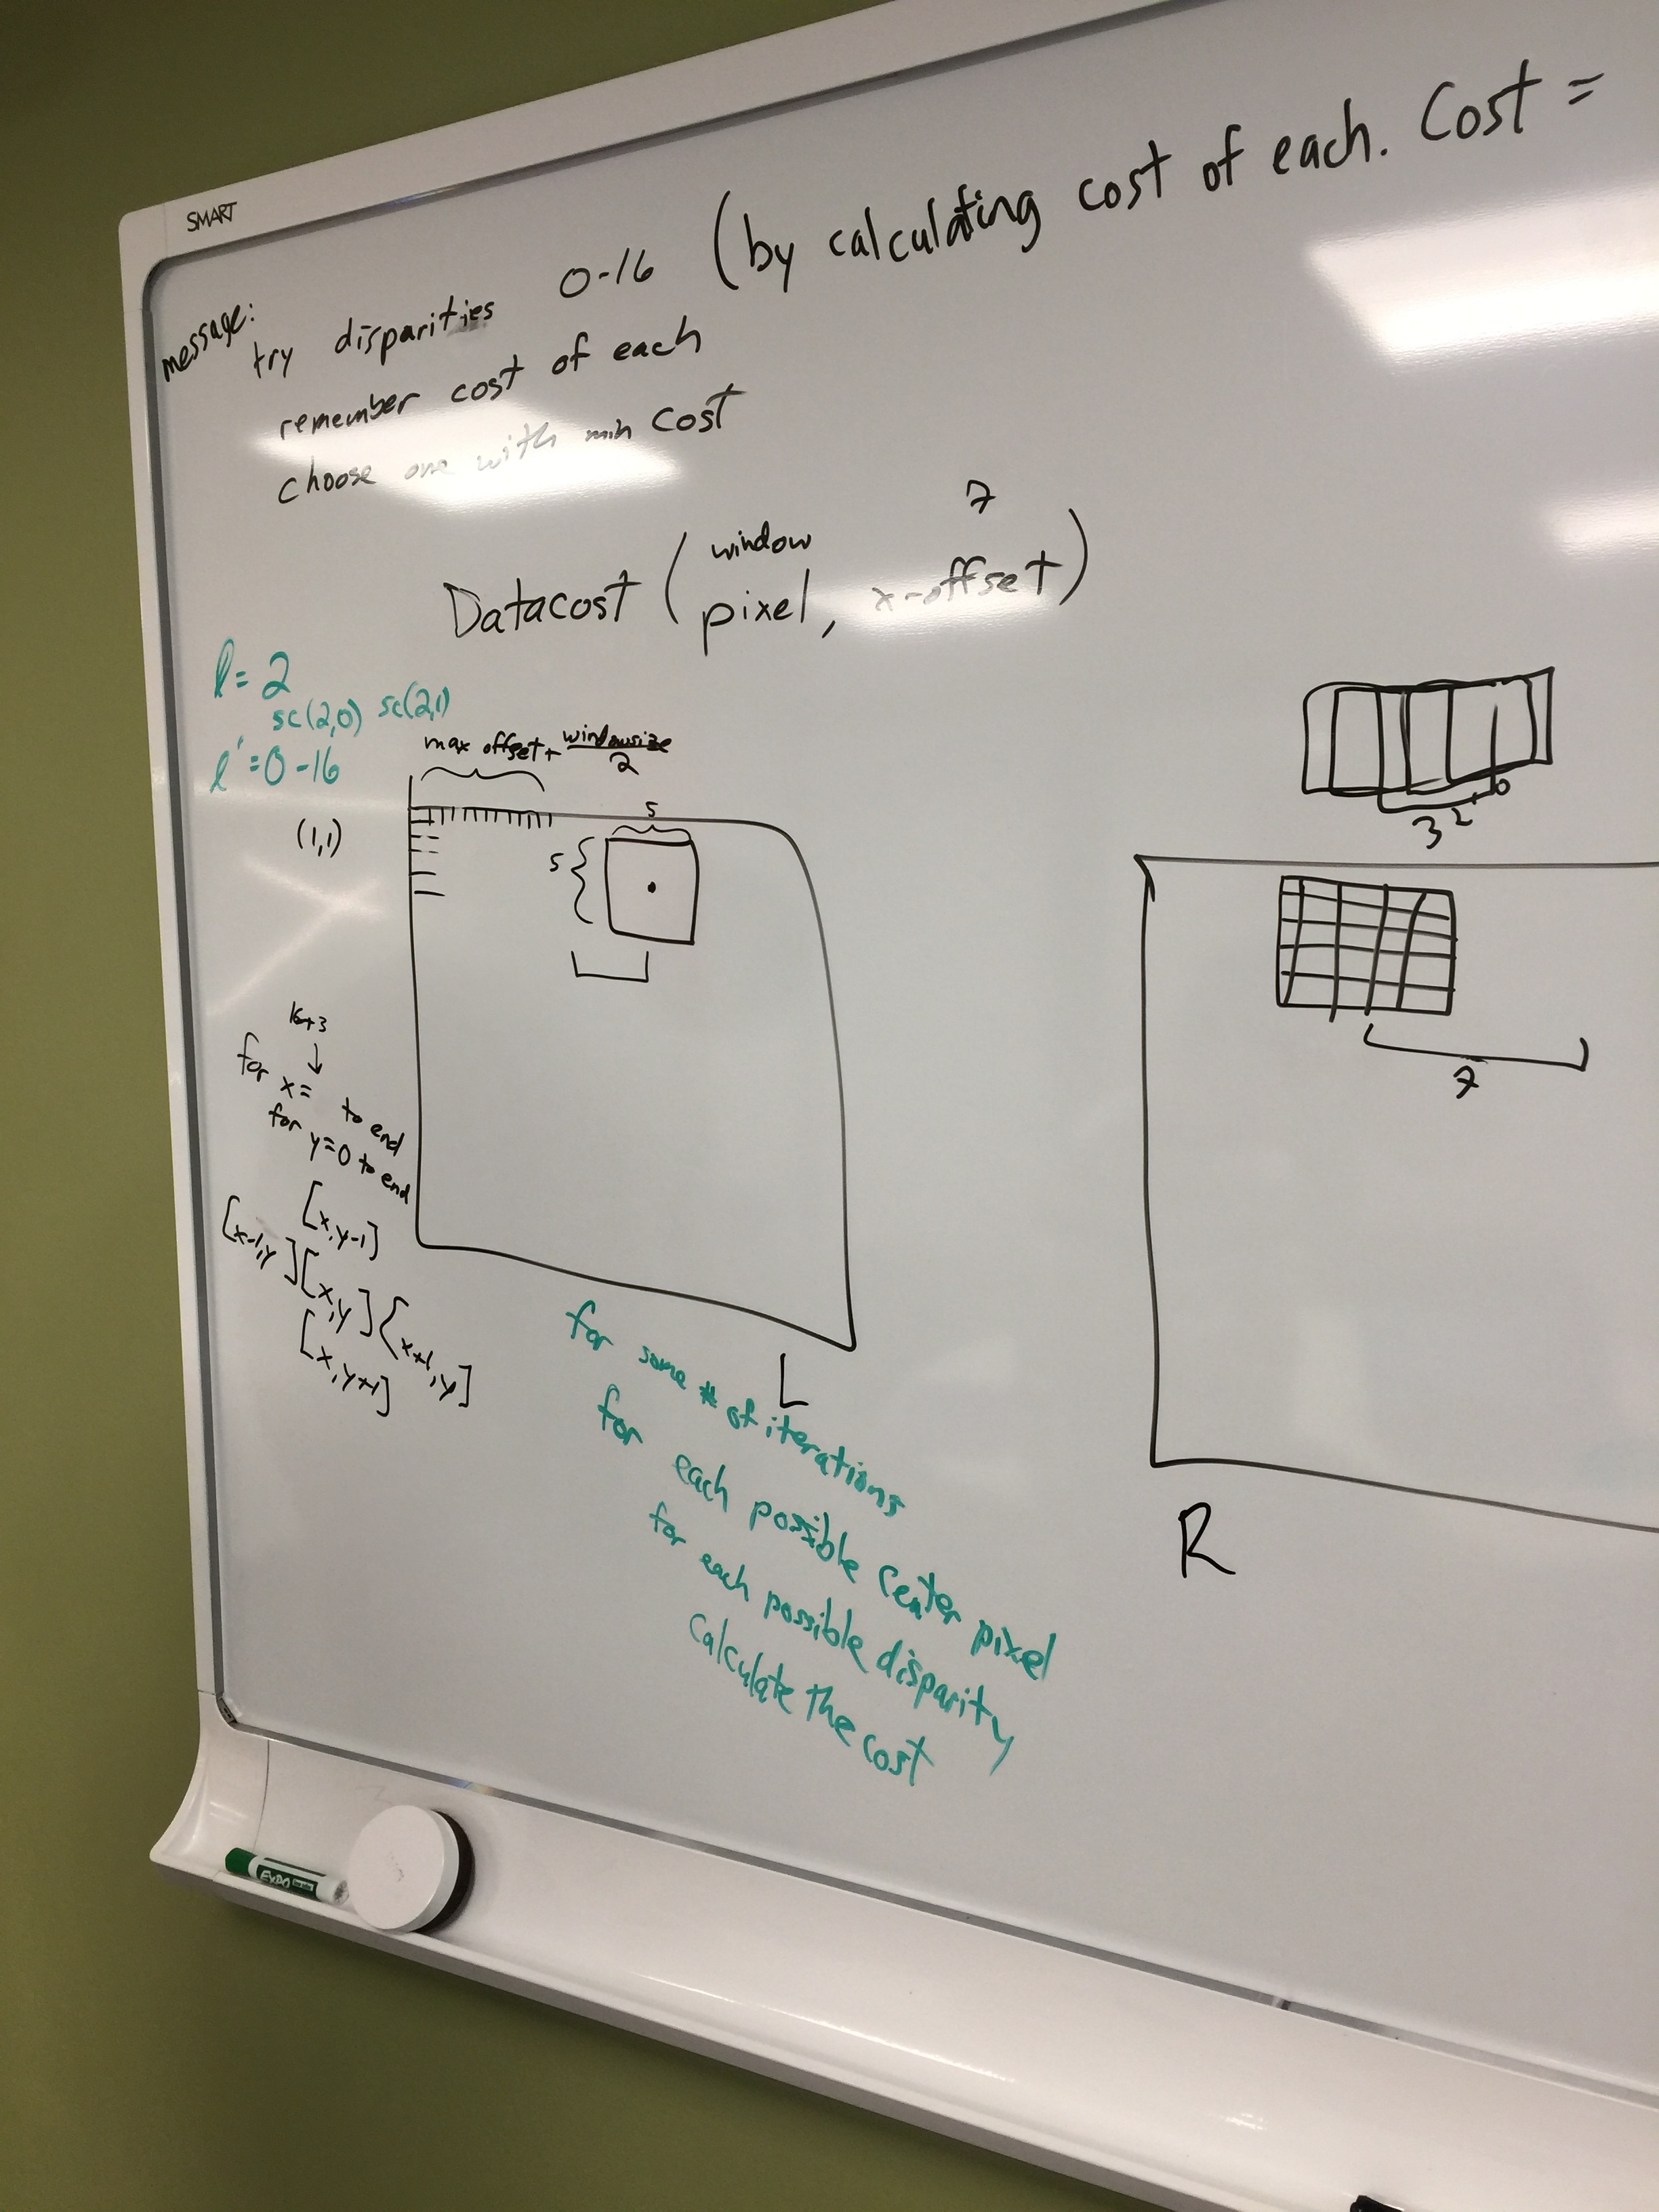 SMART
message:
try disparities 0-16 (by calculating cost of each. Cost =
remember cost of each
choose one with min cost
7
window
Datacost (pixel, x-offset)
l = 2
sc(2,0) sc(2,1)
l' = 0-16
max offset + windowsize
2
(1,1)
5
5
0
1
2
3
7
16+3
for x= to end
for y=0 to end
[x,y-1]
[x-1,y] [x,y] [x+1,y]
[x,y+1]
L
R
for some # of iterations
for each possible center pixel
for each possible disparity
calculate the cost
EXPO